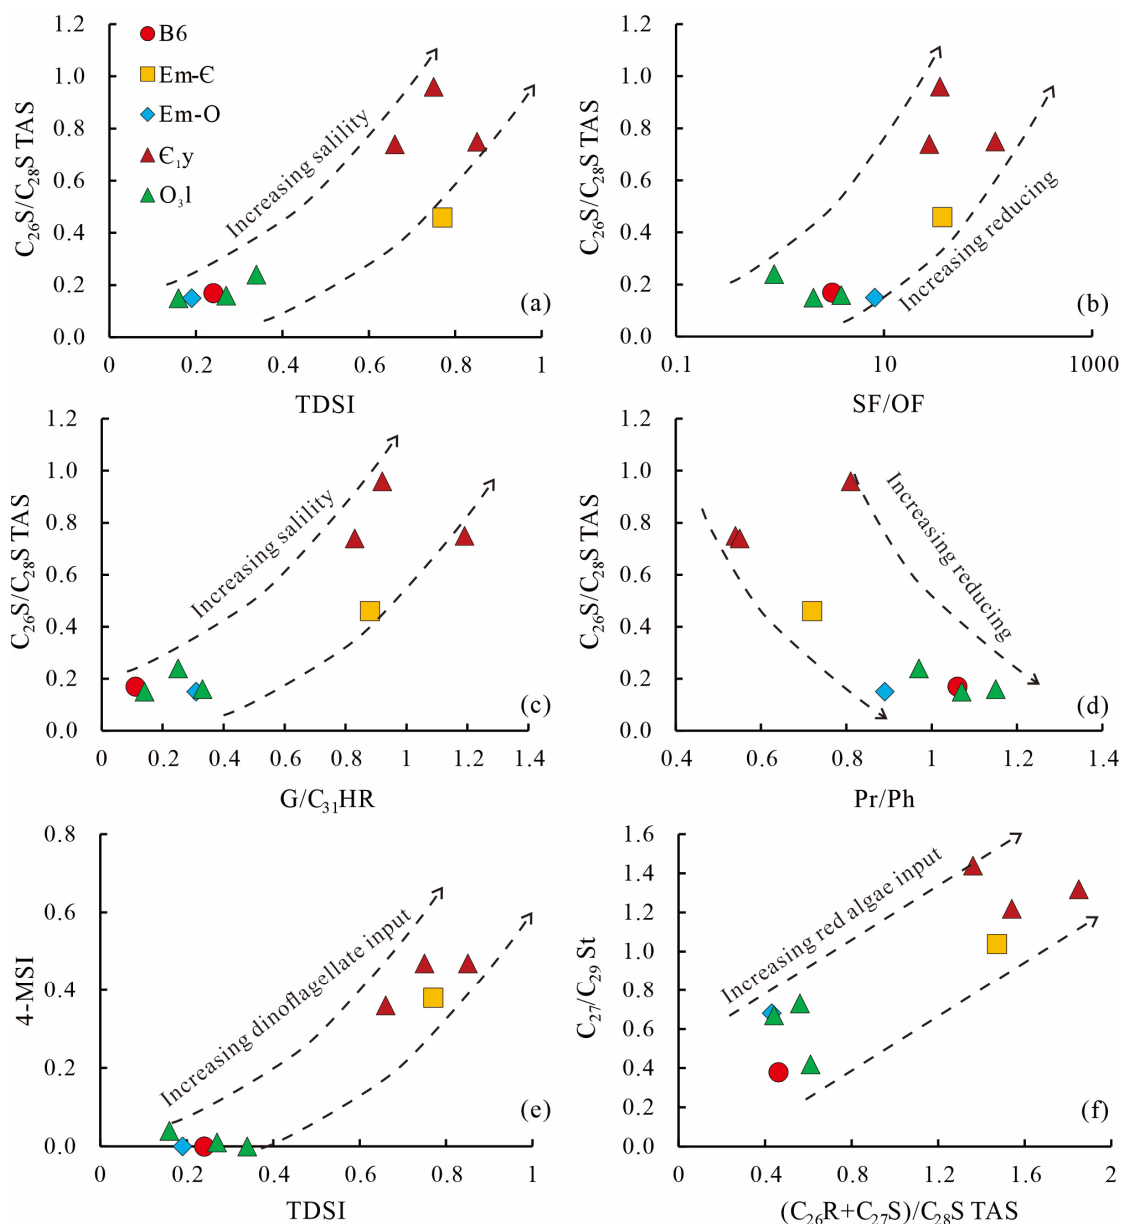 B6
Em-Є
Em-O
Є₁y
O₃l
1.2
1.0
0.8
0.6
0.4
0.2
0.0
C₂₆S/C₂₈S TAS
Increasing salility
(a)
0 0.2 0.4 0.6 0.8 1
TDSI
1.2
1.0
0.8
0.6
0.4
0.2
0.0
C₂₆S/C₂₈S TAS
Increasing reducing
(b)
0.1 10 1000
SF/OF
1.2
1.0
0.8
0.6
0.4
0.2
0.0
C₂₆S/C₂₈S TAS
Increasing salility
(c)
0 0.2 0.4 0.6 0.8 1 1.2 1.4
G/C₃₁HR
1.2
1.0
0.8
0.6
0.4
0.2
0.0
C₂₆S/C₂₈S TAS
Increasing reducing
(d)
0.4 0.6 0.8 1 1.2 1.4
Pr/Ph
0.8
0.6
0.4
0.2
0.0
4-MSI
Increasing dinoflagellate input
(e)
0 0.2 0.4 0.6 0.8 1
TDSI
1.6
1.4
1.2
1.0
0.8
0.6
0.4
0.2
0.0
C₂₇/C₂₉ St
Increasing red algae input
(f)
0 0.4 0.8 1.2 1.6 2
(C₂₆R+C₂₇S)/C₂₈S TAS